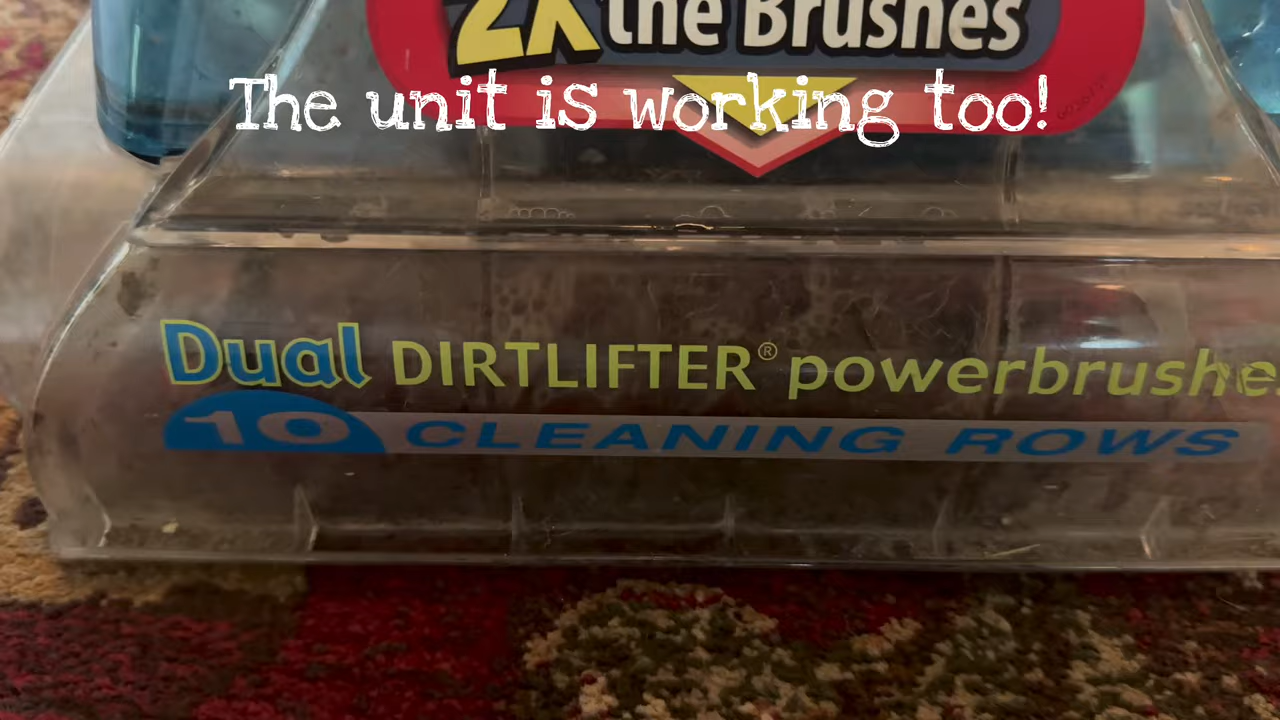 2X the Brushes
The unit is working too!
Dual DIRTLIFTER® powerbrushe
10 CLEANING ROWS